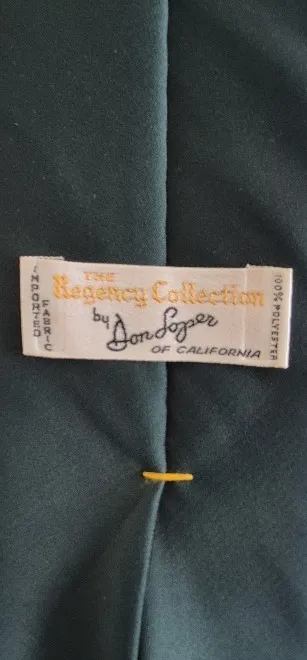 THE
Regency Collection
by Don Loper
OF CALIFORNIA
IMPORTED
FABRIC
100% POLYESTER